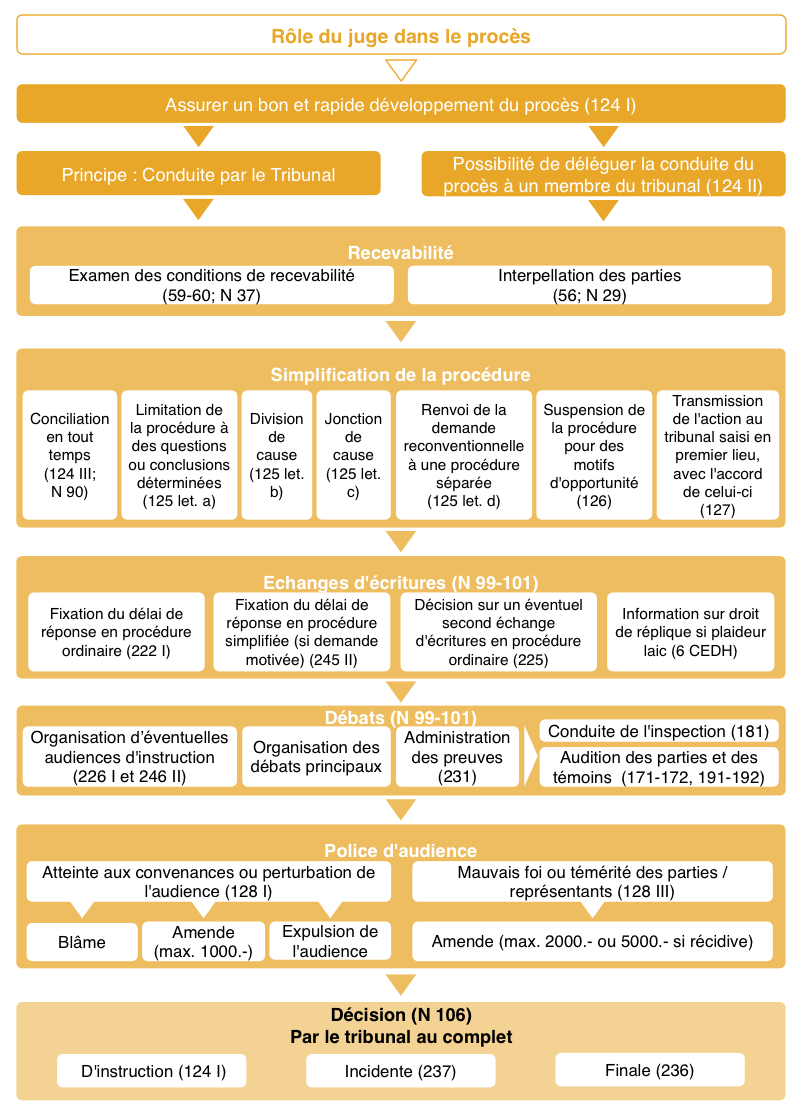 Rôle du juge dans le procès
Assurer un bon et rapide développement du procès (124 I)
Principe : Conduite par le Tribunal
Possibilité de déléguer la conduite du
procès à un membre du tribunal (124 II)
Recevabilité
Examen des conditions de recevabilité
(59-60; N 37)
Interpellation des parties
(56; N 29)
Simplification de la procédure
Conciliation
en tout
temps
(124 III;
N 90)
Limitation de
la procédure à
des questions
ou conclusions
déterminées
(125 let. a)
Division
de
cause
(125 let.
b)
Jonction
de
cause
(125 let.
c)
Renvoi de la
demande
reconventionnelle
à une procédure
séparée
(125 let. d)
Suspension de
la procédure
pour des
motifs
d'opportunité
(126)
Transmission
de l'action au
tribunal saisi en
premier lieu,
avec l'accord
de celui-ci
(127)
Echanges d'écritures (N 99-101)
Fixation du délai de
réponse en procédure
ordinaire (222 I)
Fixation du délai de
réponse en procédure
simplifiée (si demande
motivée) (245 II)
Décision sur un éventuel
second échange
d'écritures en procédure
ordinaire (225)
Information sur droit
de réplique si plaideur
laic (6 CEDH)
Débats (N 99-101)
Organisation d’éventuelles
audiences d'instruction
(226 I et 246 II)
Organisation des
débats principaux
Administration
des preuves
(231)
Conduite de l'inspection (181)
Audition des parties et des
témoins (171-172, 191-192)
Police d'audience
Atteinte aux convenances ou perturbation de
l'audience (128 I)
Mauvais foi ou témérité des parties /
représentants (128 III)
Blâme
Amende
(max. 1000.-)
Expulsion de
l'audience
Amende (max. 2000.- ou 5000.- si récidive)
Décision (N 106)
Par le tribunal au complet
D'instruction (124 I)
Incidente (237)
Finale (236)